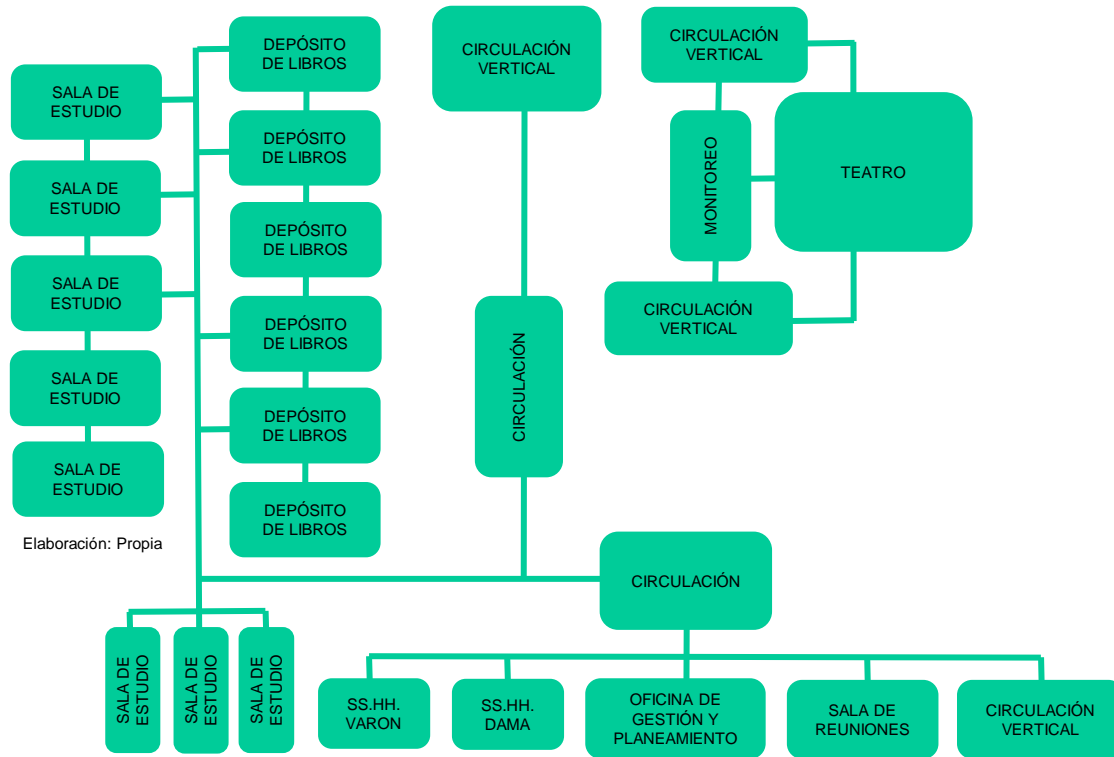 SALA DE
ESTUDIO
SALA DE
ESTUDIO
SALA DE
ESTUDIO
SALA DE
ESTUDIO
SALA DE
ESTUDIO
Elaboración: Propia
DEPÓSITO
DE LIBROS
DEPÓSITO
DE LIBROS
DEPÓSITO
DE LIBROS
DEPÓSITO
DE LIBROS
DEPÓSITO
DE LIBROS
DEPÓSITO
DE LIBROS
CIRCULACIÓN
VERTICAL
CIRCULACIÓN
CIRCULACIÓN
VERTICAL
MONITOREO
TEATRO
CIRCULACIÓN
VERTICAL
CIRCULACIÓN
SALA DE
ESTUDIO
SALA DE
ESTUDIO
SALA DE
ESTUDIO
SS.HH.
VARON
SS.HH.
DAMA
OFICINA DE
GESTIÓN Y
PLANEAMIENTO
SALA DE
REUNIONES
CIRCULACIÓN
VERTICAL